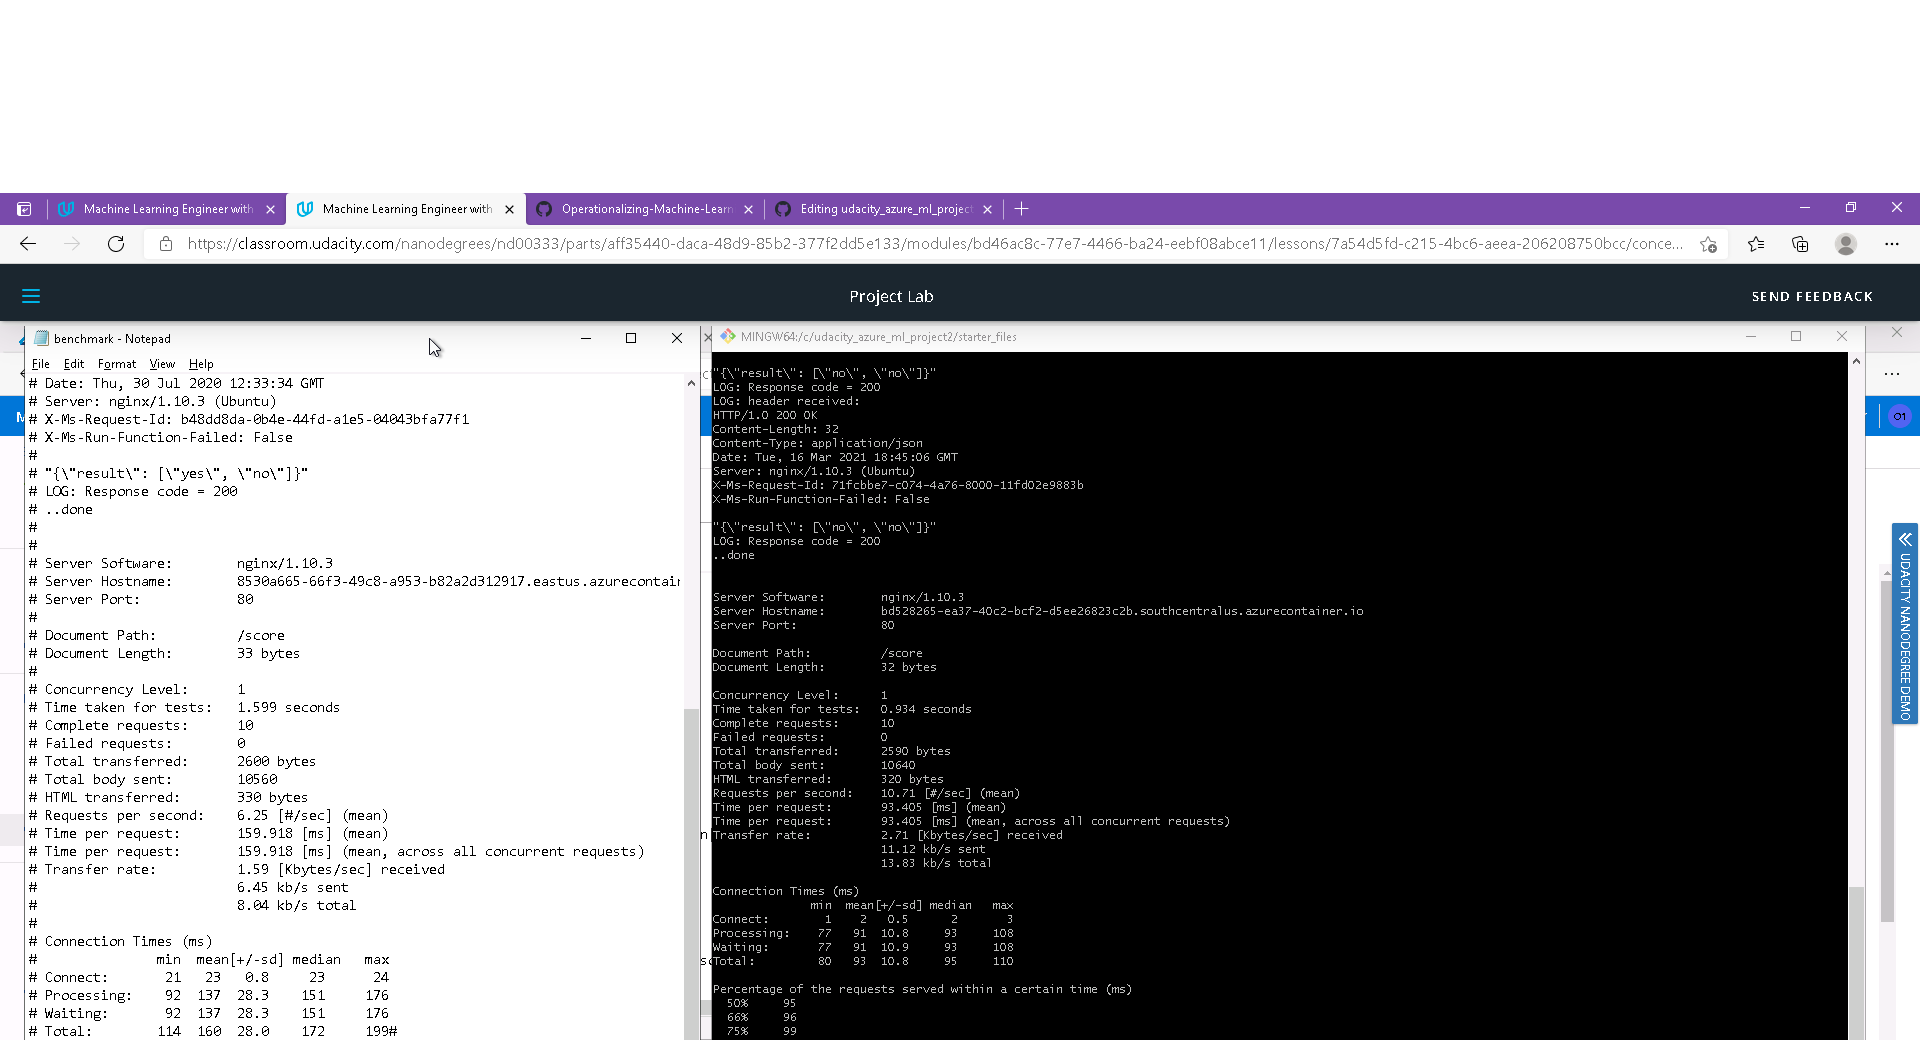 Machine Learning Engineer with
Machine Learning Engineer with
Operationalizing-Machine-Learn
Editing udacity_azure_ml_project
https://classroom.udacity.com/nanodegrees/nd00333/parts/aff35440-daca-48d9-85b2-377f2dd5e133/modules/bd46ac8c-77e7-4466-ba24-eebf08abce11/lessons/7a54d5fd-c215-4bc6-aeea-206208750bcc/conce...
Project Lab
SEND FEEDBACK
benchmark - Notepad
File Edit Format View Help
# Date: Thu, 30 Jul 2020 12:33:34 GMT
# Server: nginx/1.10.3 (Ubuntu)
# X-Ms-Request-Id: b48dd8da-0b4e-44fd-a1e5-04043bfa77f1
# X-Ms-Run-Function-Failed: False
#
# "{\"result\": [\"yes\", \"no\"]}"
# LOG: Response code = 200
# ..done
#
#
# Server Software: nginx/1.10.3
# Server Hostname: 8530a665-66f3-49c8-a953-b82a2d312917.eastus.azurecontain
# Server Port: 80
#
# Document Path: /score
# Document Length: 33 bytes
#
# Concurrency Level: 1
# Time taken for tests: 1.599 seconds
# Complete requests: 10
# Failed requests: 0
# Total transferred: 2600 bytes
# Total body sent: 10560
# HTML transferred: 330 bytes
# Requests per second: 6.25 [#/sec] (mean)
# Time per request: 159.918 [ms] (mean)
# Time per request: 159.918 [ms] (mean, across all concurrent requests)
# Transfer rate: 1.59 [Kbytes/sec] received
# 6.45 kb/s sent
# 8.04 kb/s total
#
# Connection Times (ms)
# min mean[+/-sd] median max
# Connect: 21 23 0.8 23 24
# Processing: 92 137 28.3 151 176
# Waiting: 92 137 28.3 151 176
# Total: 114 160 28.0 172 199#
MINGW64:/c/udacity_azure_ml_project2/starter_files
"{\"result\": [\"no\", \"no\"]}"
LOG: Response code = 200
LOG: header received:
HTTP/1.0 200 OK
Content-Length: 32
Content-Type: application/json
Date: Tue, 16 Mar 2021 18:45:06 GMT
Server: nginx/1.10.3 (Ubuntu)
X-Ms-Request-Id: 71fcbbe7-c074-4a76-8000-11fd02e9883b
X-Ms-Run-Function-Failed: False
"{\"result\": [\"no\", \"no\"]}"
LOG: Response code = 200
..done
Server Software: nginx/1.10.3
Server Hostname: bd528265-ea37-40c2-bcf2-d5ee26823c2b.southcentralus.azurecontainer.io
Server Port: 80
Document Path: /score
Document Length: 32 bytes
Concurrency Level: 1
Time taken for tests: 0.934 seconds
Complete requests: 10
Failed requests: 0
Total transferred: 2590 bytes
Total body sent: 10640
HTML transferred: 320 bytes
Requests per second: 10.71 [#/sec] (mean)
Time per request: 93.405 [ms] (mean)
Time per request: 93.405 [ms] (mean, across all concurrent requests)
Transfer rate: 2.71 [Kbytes/sec] received
11.12 kb/s sent
13.83 kb/s total
Connection Times (ms)
min mean[+/-sd] median max
Connect: 1 2 0.5 2 3
Processing: 77 91 10.8 93 108
Waiting: 77 91 10.9 93 108
Total: 80 93 10.8 95 110
Percentage of the requests served within a certain time (ms)
50% 95
66% 96
75% 99
O1
UDACITY NANODEGREE DEMO